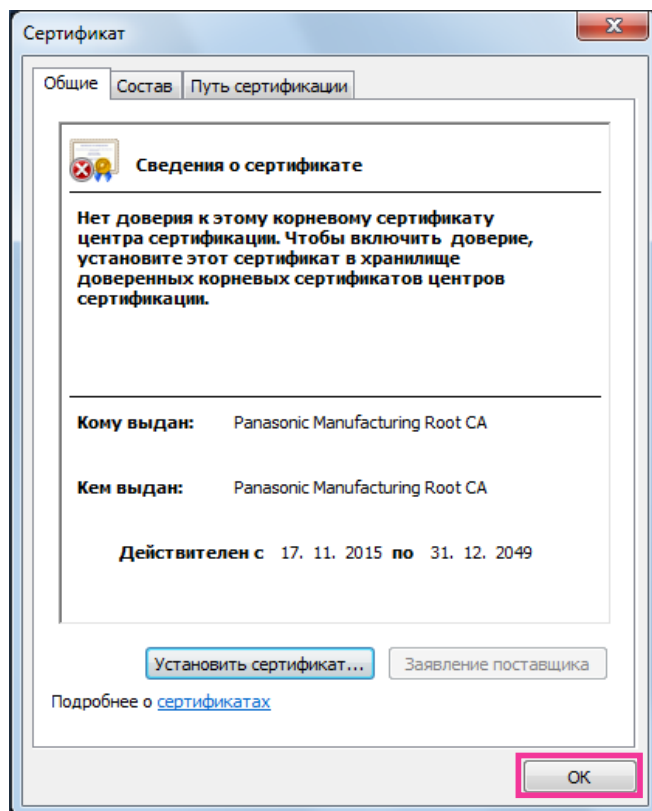 Сертификат
Общие Состав Путь сертификации
Сведения о сертификате
Нет доверия к этому корневому сертификату
центра сертификации. Чтобы включить доверие,
установите этот сертификат в хранилище
доверенных корневых сертификатов центров
сертификации.
Кому выдан: Panasonic Manufacturing Root CA
Кем выдан: Panasonic Manufacturing Root CA
Действителен с 17. 11. 2015 по 31. 12. 2049
Установить сертификат... Заявление поставщика
Подробнее о сертификатах
ОК